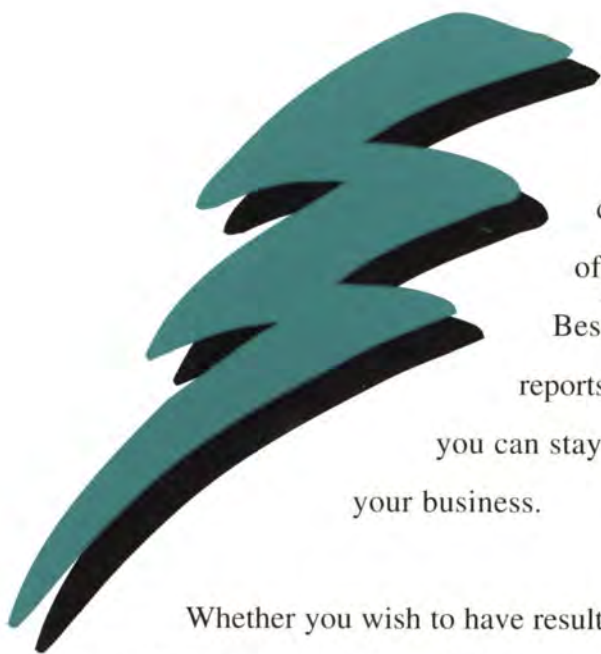 of
Bes
reports
you can stay
your business.
Whether you wish to have result